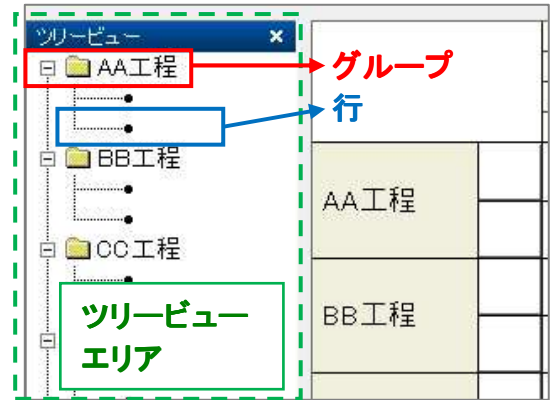 ツリービュー ×
AA工程
グループ
行
BB工程
AA工程
CC工程
ツリービュー
エリア
BB工程